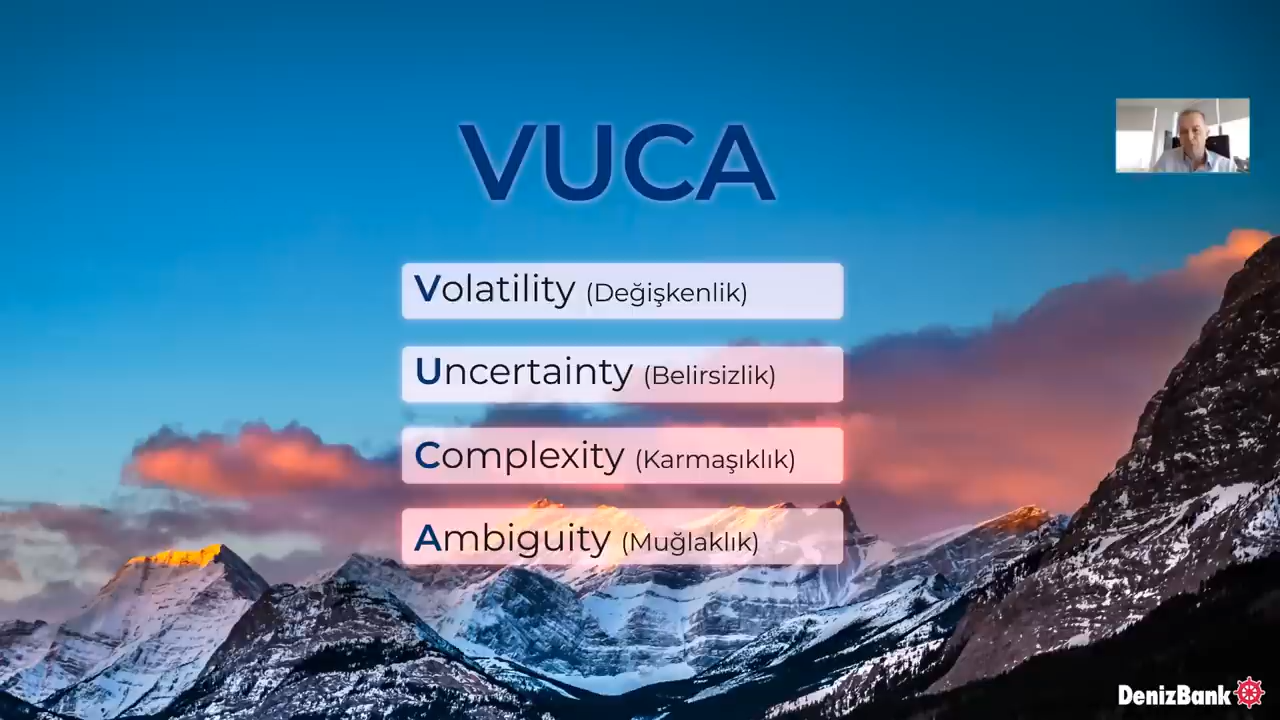 VUCA
Volatility (Değişkenlik)
Uncertainty (Belirsizlik)
Complexity (Karmaşıklık)
Ambiguity (Muğlaklık)
DenizBank